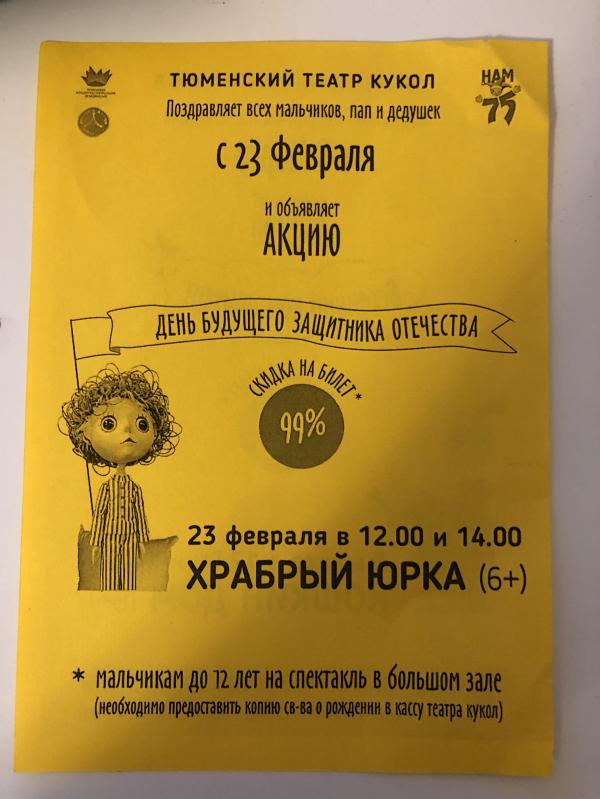 ТЮМЕНСКИЙ ТЕАТР КУКОЛ
НАМ
75
Поздравляет всех мальчиков, пап и дедушек
с 23 Февраля
и объявляет
АКЦИЮ
ДЕНЬ БУДУЩЕГО ЗАЩИТНИКА ОТЕЧЕСТВА
СКИДКА НА БИЛЕТ*
99%
23 февраля в 12.00 и 14.00
ХРАБРЫЙ ЮРКА (6+)
* мальчикам до 12 лет на спектакль в большом зале
(необходимо предоставить копию св-ва о рождении в кассу театра кукол)